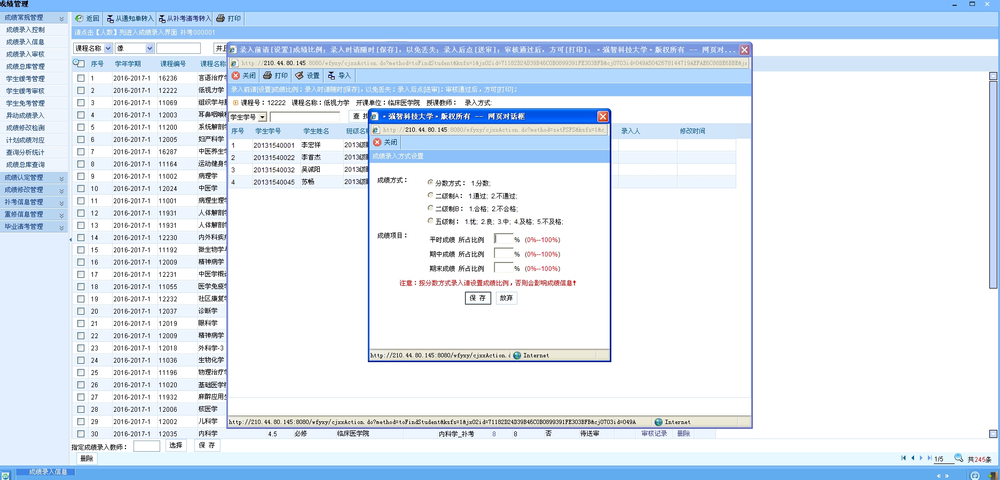 成绩管理
成绩常规管理
成绩录入控制
成绩录入信息
成绩录入审核
成绩总库管理
学生缓考管理
学生缓考审核
学生免考管理
异动成绩录入
成绩修改检测
计划成绩对应
查询分析统计
成绩总库查询
成绩认定管理
成绩修改管理
补考信息管理
重修信息管理
毕业清考管理
返回 从通知单转入 从补考清考转入 打印
请点击【人数】列进入成绩录入界面 补考000001
课程名称 像
序号 学年学期 课程编号 课程名称
1 2016-2017-1 16236 言语治疗学
2 2016-2017-1 12222 低视力学
3 2016-2017-1 11069 组织学与
4 2016-2017-1 12003 耳鼻咽喉
5 2016-2017-1 11200 系统解剖学
6 2016-2017-1 12005 妇产科学
7 2016-2017-1 16287 中医养生学
8 2016-2017-1 11164 运动健身
9 2016-2017-1 11002 病理学
10 2016-2017-1 12024 中医学
11 2016-2017-1 11001 病理生理学
12 2016-2017-1 11931 人体解剖学
13 2016-2017-1 11931 人体解剖学
14 2016-2017-1 12230 内外科疾
15 2016-2017-1 11192 微生物学
16 2016-2017-1 12009 精神病学
17 2016-2017-1 12231 中医学概
18 2016-2017-1 11055 医学免疫学
19 2016-2017-1 12232 社区康复学
20 2016-2017-1 12037 诊断学
21 2016-2017-1 12019 眼科学
22 2016-2017-1 12009 精神病学
23 2016-2017-1 12018 外科学-3
24 2016-2017-1 11036 生物化学
25 2016-2017-1 11196 物理治疗学
26 2016-2017-1 11020 基础医学
27 2016-2017-1 11932 麻醉应用
28 2016-2017-1 12006 核医学
29 2016-2017-1 12002 儿科学
30 2016-2017-1 12035 内科学 4.5 必修 临床医学院 内科学_补考 8 8 否 待送审 审核记录 删除
指定成绩录入教师： 选择 保 存
删除
1/5 共245条
成绩录入信息
录入前请[设置]成绩比例；录入时请随时[保存]，以免丢失；录入后点[送审]；审核通过后，方可[打印]；·强智科技大学·版权所有 -- 网页对...
http://210.44.80.145:8080/wfyxy/cjxxAction.do?method=toFindStudent&ksfs=1&jx02id=71182D24D39B46C0B0899391FE303BFB&cj0703id=049A5042678144719AEFAE6C88DE6BBE&jx
关闭 打印 设置 导入
录入前请[设置]成绩比例；录入时请随时[保存]，以免丢失；录入后点[送审]；审核通过后，方可[打印]；
课程号：12222 课程名称：低视力学 开课单位：临床医学院 授课教师： 录入方式:
学生学号 查 找
序号 学生学号 学生姓名 班级名称 录入人 修改时间
1 20131540001 李宏祥 2013级
2 20131540022 李首杰 2013级
3 20131540032 吴诚阳 2013级
4 20131540045 苏畅 2013级
http://210.44.80.145:8080/wfyxy/cjxxAction.do?method=toFindStudent&ksfs=1&jx02id=71182D24D39B46C0B0899391FE303BFB&cj0703id=049A Internet
·强智科技大学·版权所有 -- 网页对话框
http://210.44.80.145:8080/wfyxy/cjxxAction.do?method=setFSFS&ksfs=1&c
关闭
成绩录入方式设置
成绩方式：
分数方式： 1.分数;
二级制A： 1.通过; 2.不通过;
二级制B： 1.合格; 2.不合格;
五级制： 1.优; 2.良; 3.中; 4.及格; 5.不及格;
成绩项目：
平时成绩 所占比例 % (0%--100%)
期中成绩 所占比例 % (0%--100%)
期末成绩 所占比例 % (0%--100%)
注意：按分数方式录入请设置成绩比例，否则会影响成绩信息！
保 存 放弃
http://210.44.80.145:8080/wfyxy/cjxxAction.d Internet